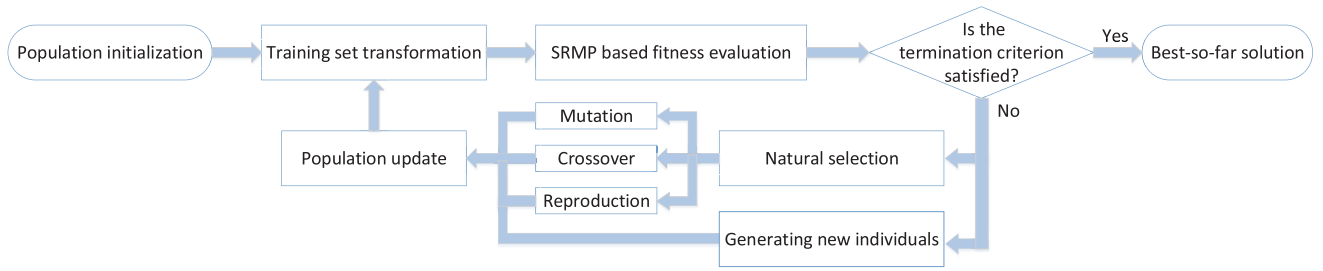 Population initialization
Training set transformation
SRMP based fitness evaluation
Is the
termination criterion
satisfied?
Yes
Best-so-far solution
No
Mutation
Crossover
Reproduction
Population update
Natural selection
Generating new individuals